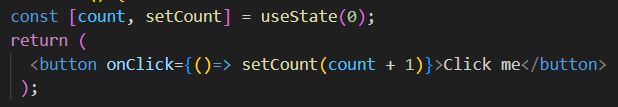 const [count, setCount] = useState(0);
return (
<button onClick={()=> setCount(count + 1)}>Click me</button>
);